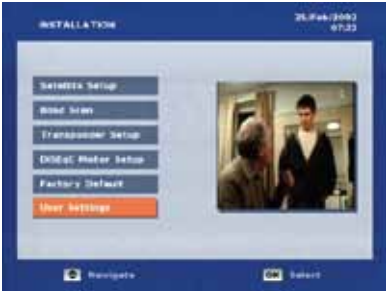 INSTALLATION
25/Feb/2002
07:22
Satellite Setup
Blind Scan
Transponder Setup
DiSEqC Motor Setup
Factory Default
User Settings
Navigate
OK Select